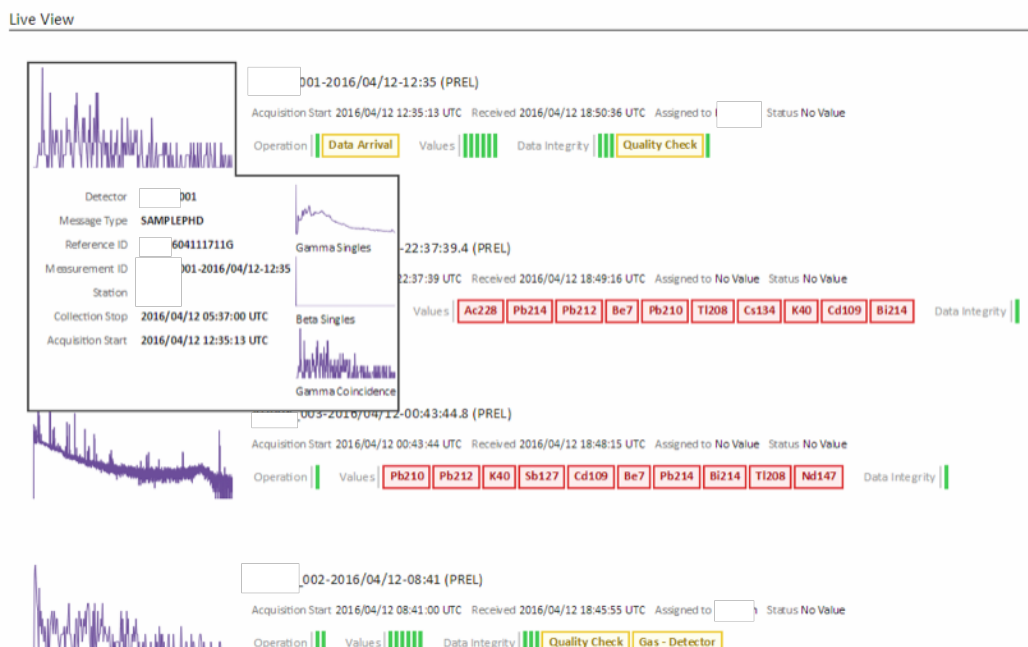 Live View
001-2016/04/12-12:35 (PREL)
Acquisition Start 2016/04/12 12:35:13 UTC Received 2016/04/12 18:50:36 UTC Assigned to Status No Value
Operation Data Arrival Values Data Integrity Quality Check
Detector 001
Message Type SAMPLEPHD
Reference ID 604111711G
Measurement ID 001-2016/04/12-12:35
Station
Collection Stop 2016/04/12 05:37:00 UTC
Acquisition Start 2016/04/12 12:35:13 UTC
Gamma Singles
Beta Singles
Gamma Coincidence
-22:37:39.4 (PREL)
22:37:39 UTC Received 2016/04/12 18:49:16 UTC Assigned to No Value Status No Value
Values Ac228 Pb214 Pb212 Be7 Pb210 Tl208 Cs134 K40 Cd109 Bi214 Data Integrity
_003-2016/04/12-00:43:44.8 (PREL)
Acquisition Start 2016/04/12 00:43:44 UTC Received 2016/04/12 18:48:15 UTC Assigned to No Value Status No Value
Operation Values Pb210 Pb212 K40 Sb127 Cd109 Be7 Pb214 Bi214 Tl208 Nd147 Data Integrity
_002-2016/04/12-08:41 (PREL)
Acquisition Start 2016/04/12 08:41:00 UTC Received 2016/04/12 18:45:55 UTC Assigned to Status No Value
Operation Values Data Integrity Quality Check Gas - Detector